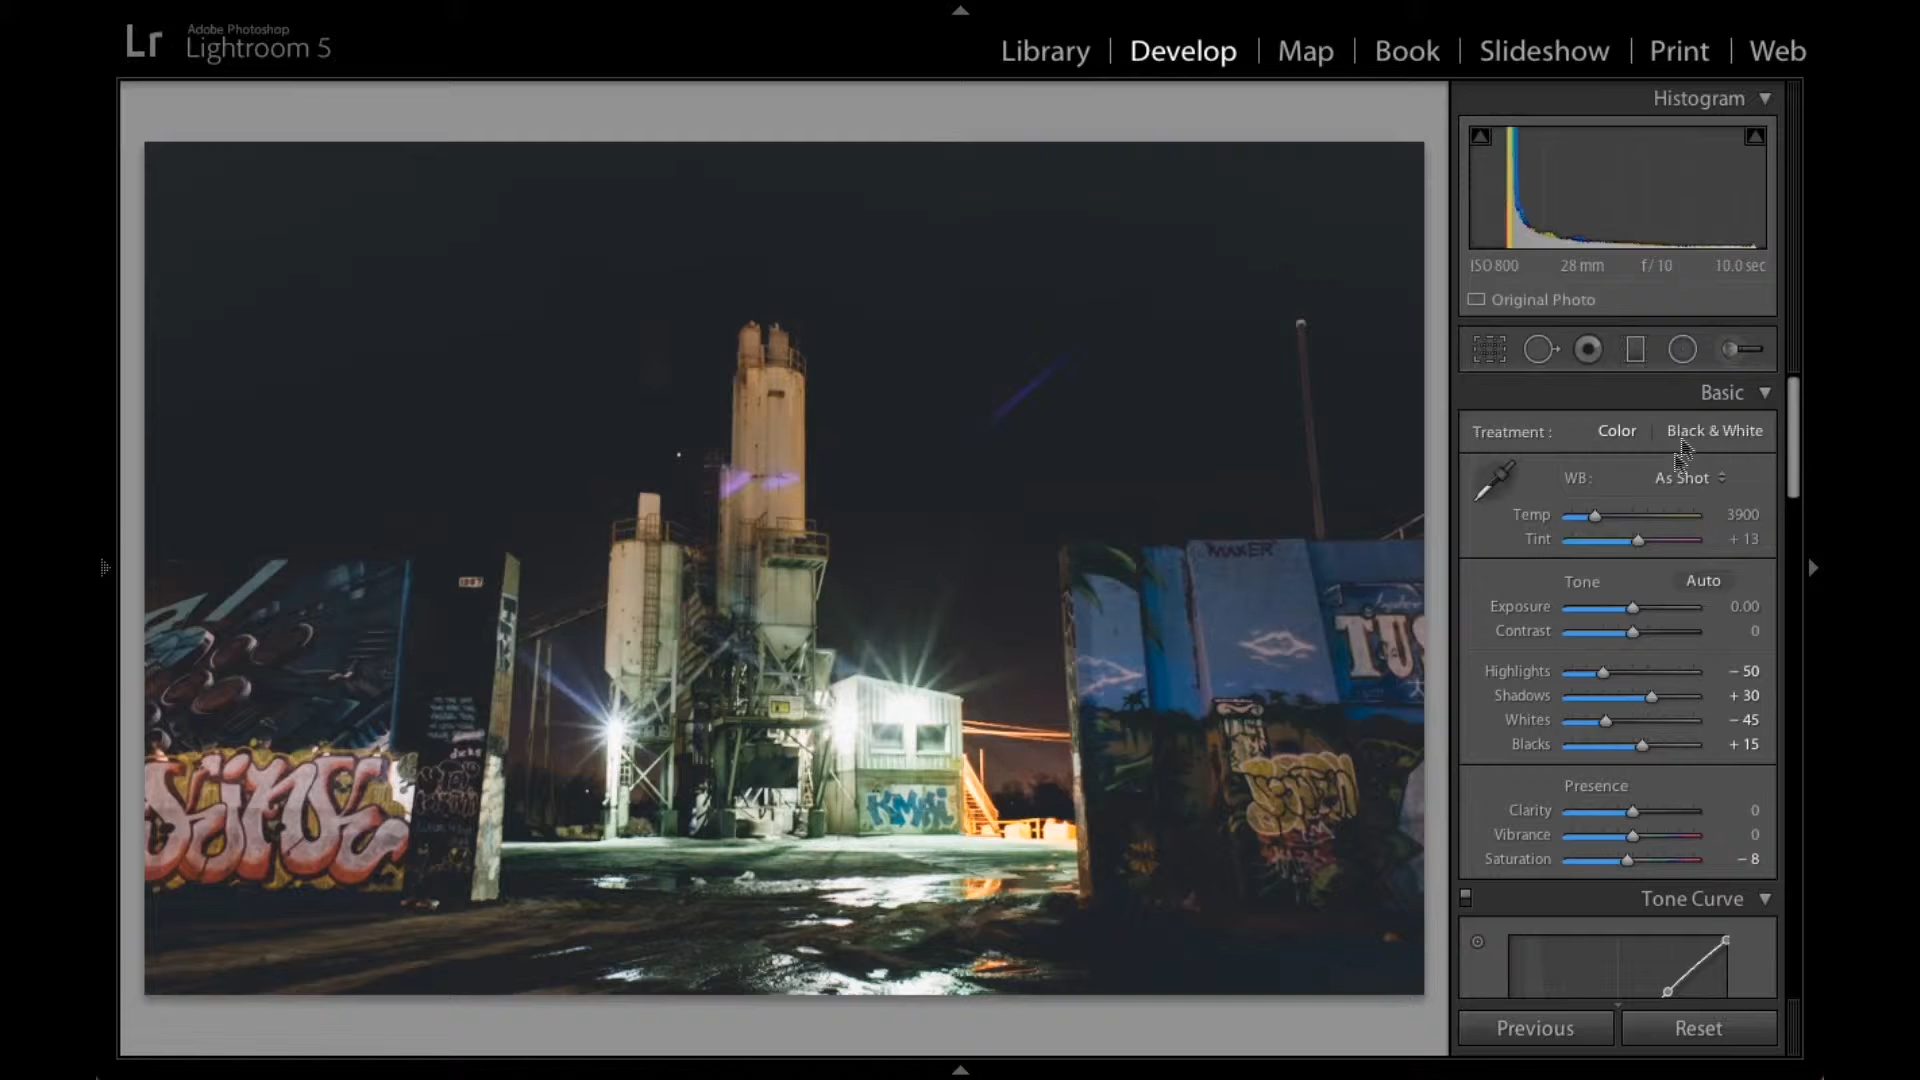 Adobe Photoshop
Lr Lightroom 5
Library | Develop | Map | Book | Slideshow | Print | Web
Histogram
ISO 800 28 mm f/10 10.0 sec
Original Photo
Basic
Treatment : Color | Black & White
WB : As Shot
Temp 3900
Tint + 13
Tone Auto
Exposure 0.00
Contrast 0
Highlights - 50
Shadows + 30
Whites - 45
Blacks + 15
Presence
Clarity 0
Vibrance 0
Saturation - 8
Tone Curve
Previous Reset
MAKER
TUS